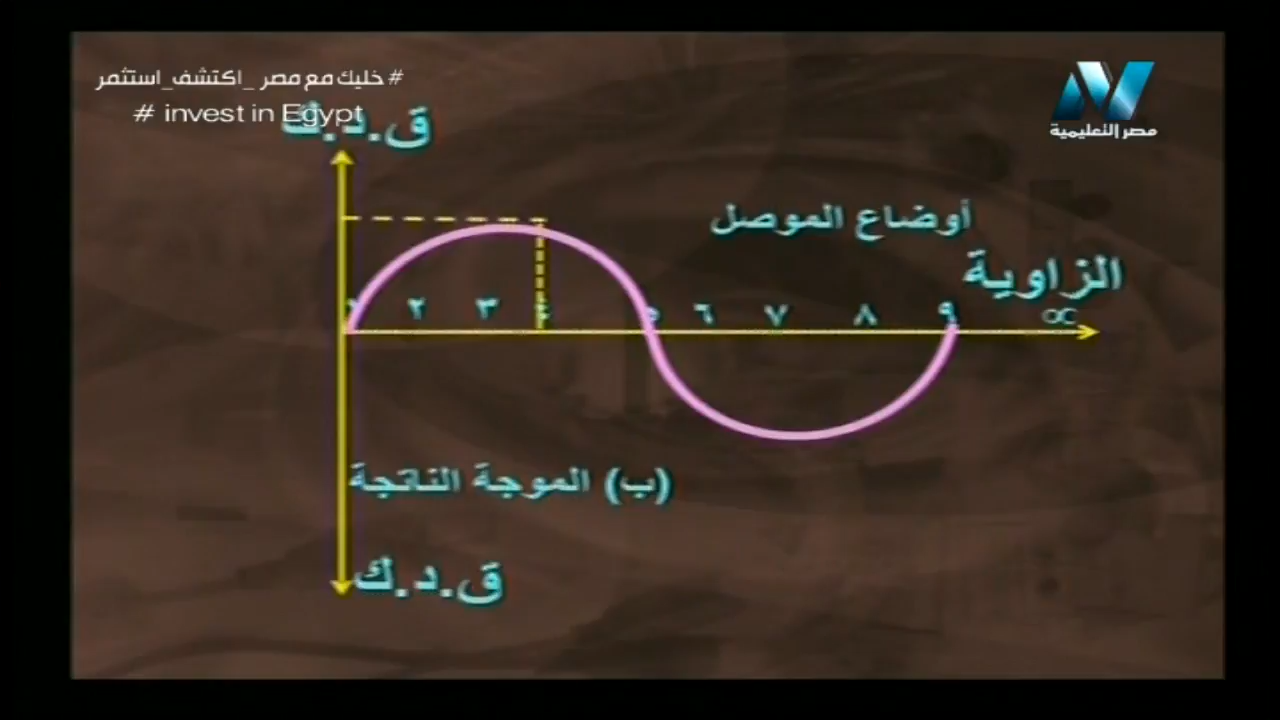 #خليك مع مصر _اكتشف_استثمر
# invest in Egypt
مصر التعليمية
ق.د.ك
أوضاع الموصل
الزاوية
١ ٢ ٣ ٤ ٥ ٦ ٧ ٨ ٩ ∝
(ب) الموجة الناتجة
ق.د.ك